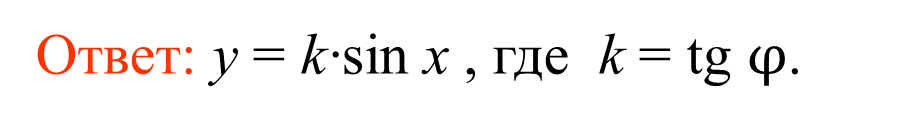 Ответ: y = k·sin x , где k = tg φ.